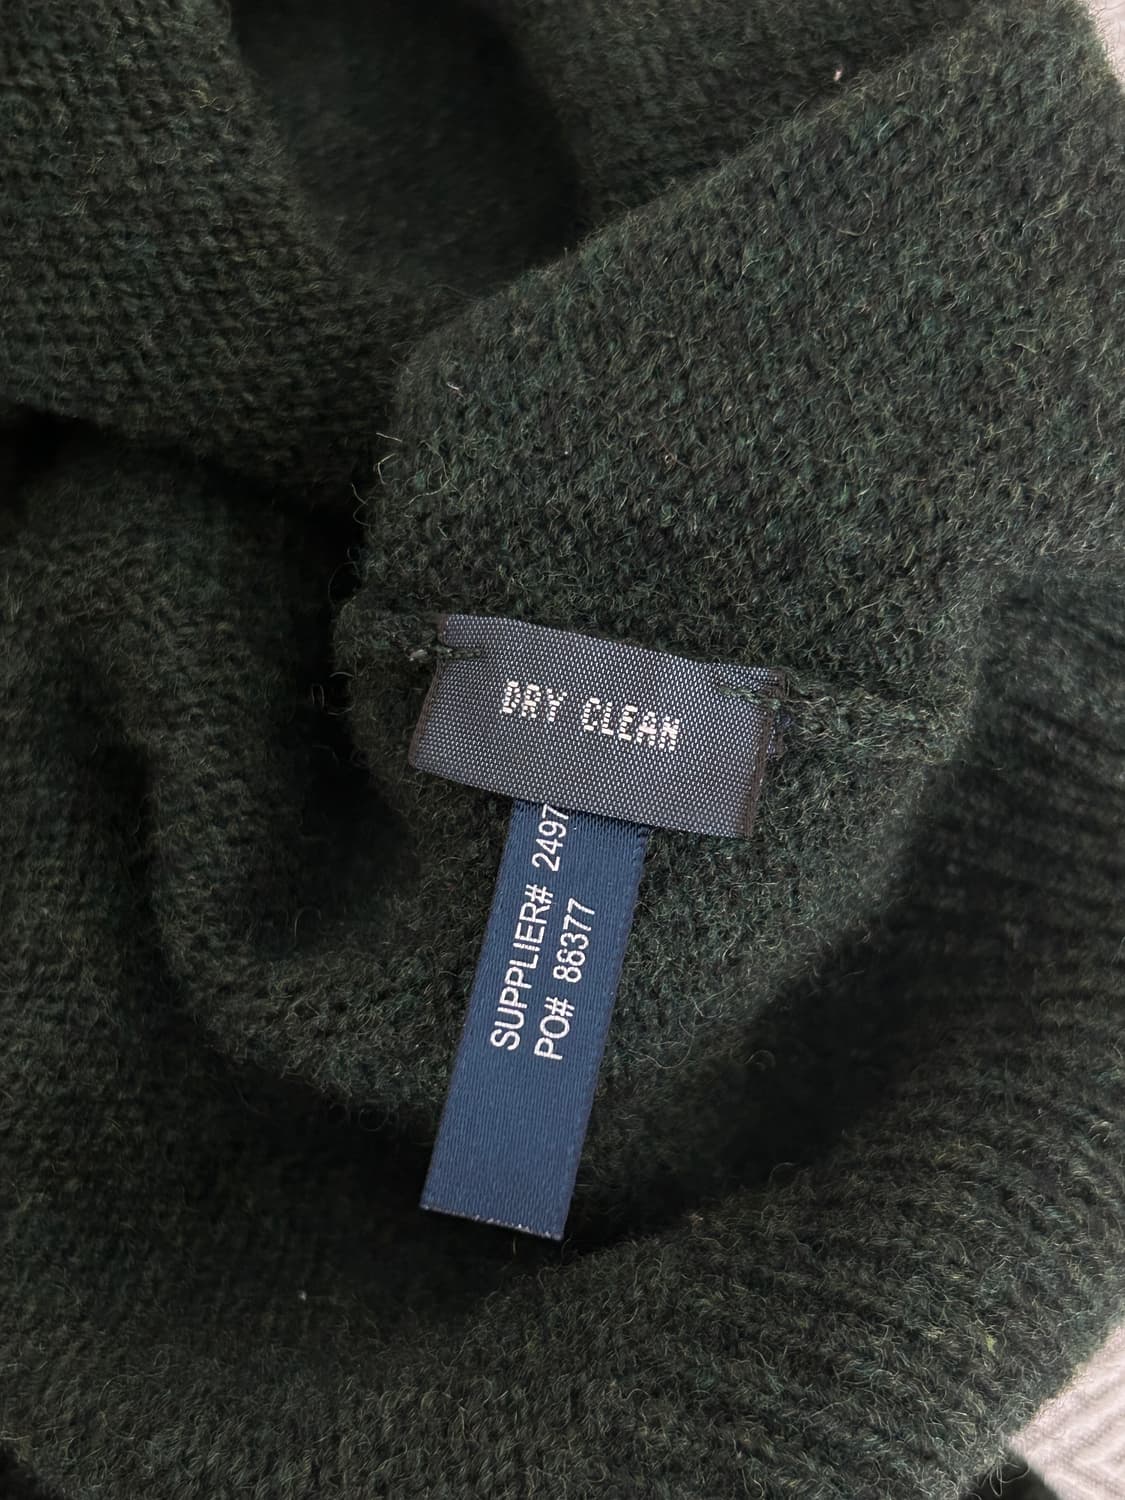 DRY CLEAN
SUPPLIER# 2497
PO# 86377